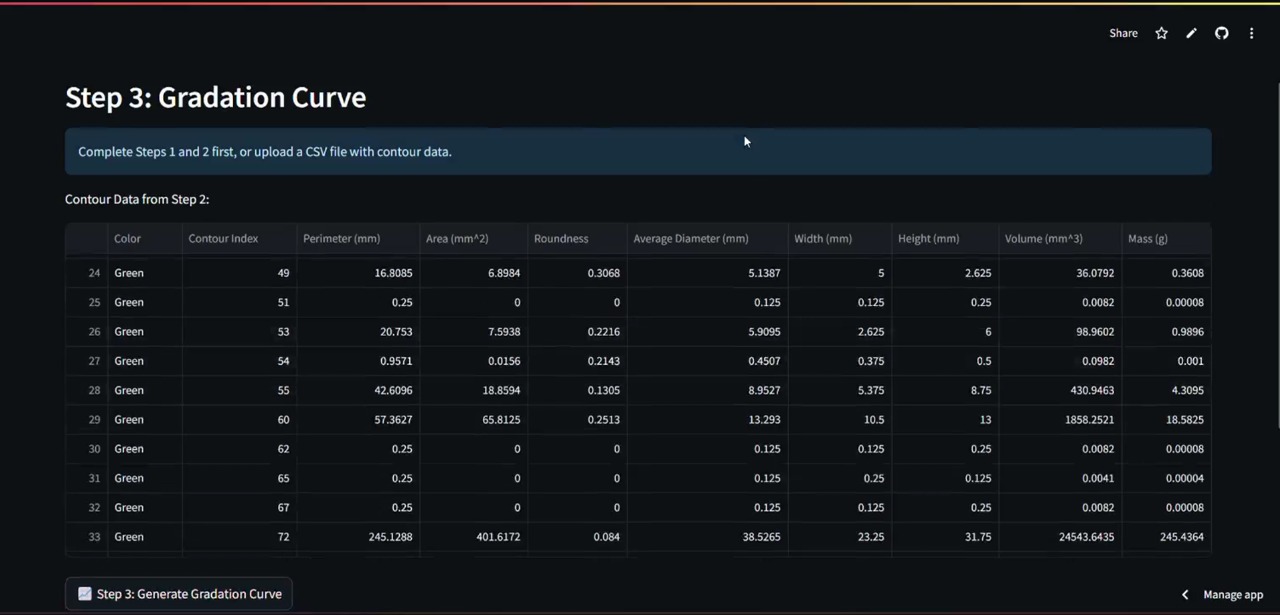 Share
Step 3: Gradation Curve
Complete Steps 1 and 2 first, or upload a CSV file with contour data.
Contour Data from Step 2:
Color Contour Index Perimeter (mm) Area (mm^2) Roundness Average Diameter (mm) Width (mm) Height (mm) Volume (mm^3) Mass (g)
24 Green 49 16.8085 6.8984 0.3068 5.1387 5 2.625 36.0792 0.3608
25 Green 51 0.25 0 0 0.125 0.125 0.25 0.0082 0.00008
26 Green 53 20.753 7.5938 0.2216 5.9095 2.625 6 98.9602 0.9896
27 Green 54 0.9571 0.0156 0.2143 0.4507 0.375 0.5 0.0982 0.001
28 Green 55 42.6096 18.8594 0.1305 8.9527 5.375 8.75 430.9463 4.3095
29 Green 60 57.3627 65.8125 0.2513 13.293 10.5 13 1858.2521 18.5825
30 Green 62 0.25 0 0 0.125 0.125 0.25 0.0082 0.00008
31 Green 65 0.25 0 0 0.125 0.25 0.125 0.0041 0.00004
32 Green 67 0.25 0 0 0.125 0.125 0.25 0.0082 0.00008
33 Green 72 245.1288 401.6172 0.084 38.5265 23.25 31.75 24543.6435 245.4364
Step 3: Generate Gradation Curve
Manage app